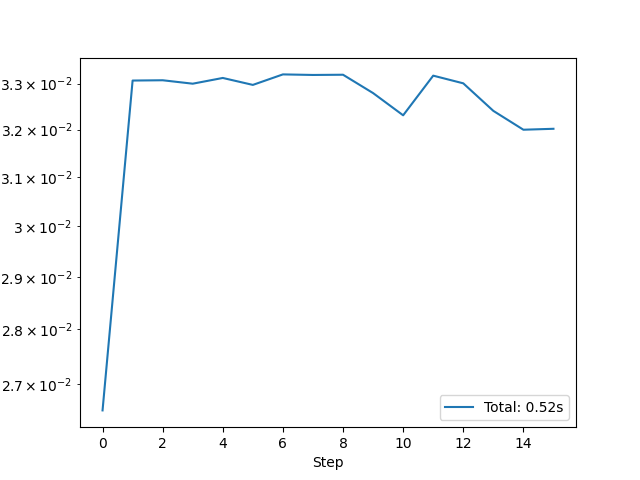 3.3 × 10⁻²
3.2 × 10⁻²
3.1 × 10⁻²
3 × 10⁻²
2.9 × 10⁻²
2.8 × 10⁻²
2.7 × 10⁻²
Total: 0.52s
0 2 4 6 8 10 12 14
Step